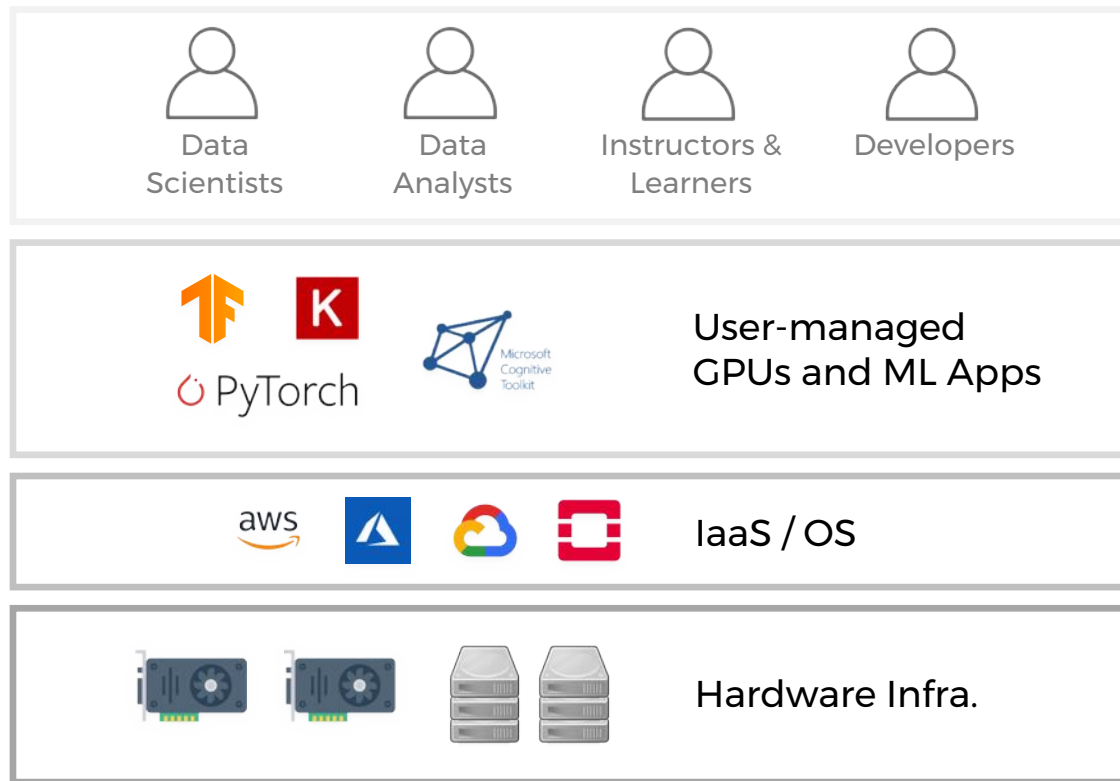 Data
Scientists
Data
Analysts
Instructors &
Learners
Developers
K
PyTorch
Microsoft
Cognitive
Toolkit
User-managed
GPUs and ML Apps
aws
IaaS / OS
Hardware Infra.